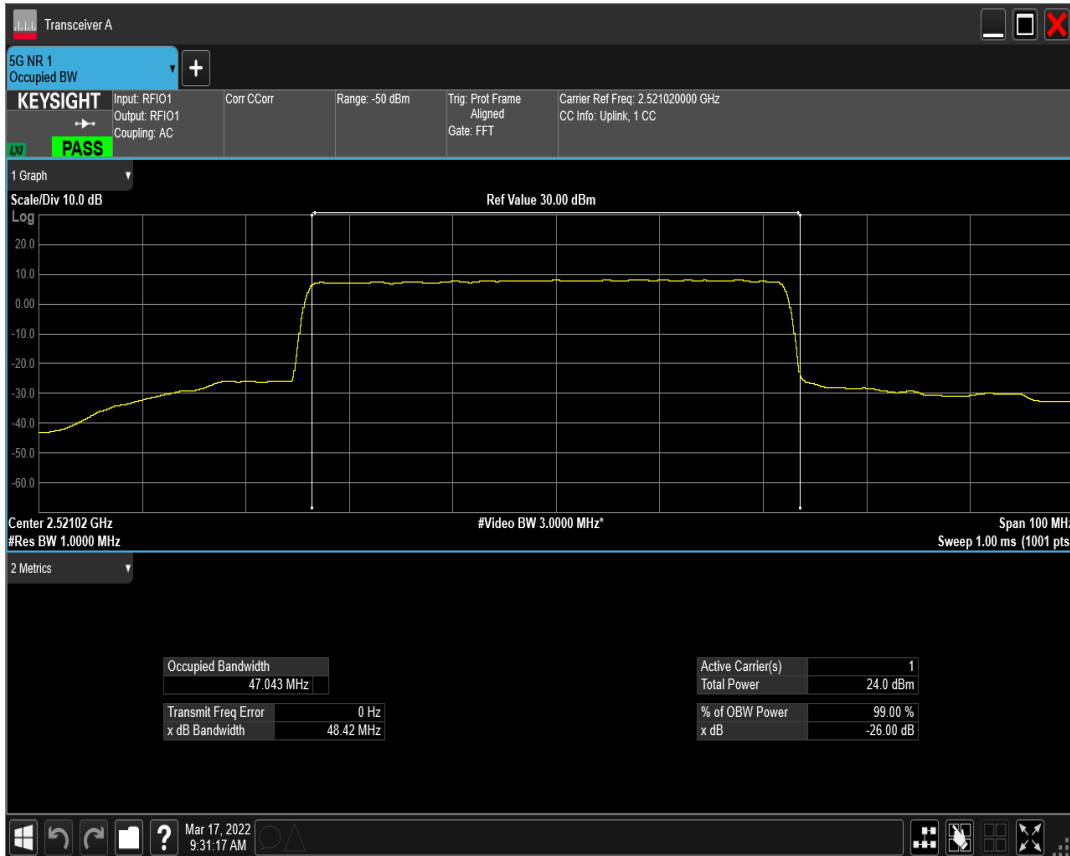 Transceiver A
5G NR 1
Occupied BW
+
KEYSIGHT
LXI
PASS
Input: RFIO1
Output: RFIO1
Coupling: AC
Corr CCorr
Range: -50 dBm
Trig: Prot Frame
Aligned
Gate: FFT
Carrier Ref Freq: 2.521020000 GHz
CC Info: Uplink, 1 CC
1 Graph
Scale/Div 10.0 dB
Ref Value 30.00 dBm
Log
20.0
10.0
0.00
-10.0
-20.0
-30.0
-40.0
-50.0
-60.0
Center 2.52102 GHz
#Video BW 3.0000 MHz*
Span 100 MHz
#Res BW 1.0000 MHz
Sweep 1.00 ms (1001 pts
2 Metrics
Occupied Bandwidth
47.043 MHz
Transmit Freq Error 0 Hz
x dB Bandwidth 48.42 MHz
Active Carrier(s) 1
Total Power 24.0 dBm
% of OBW Power 99.00 %
x dB -26.00 dB
?
Mar 17, 2022
9:31:17 AM